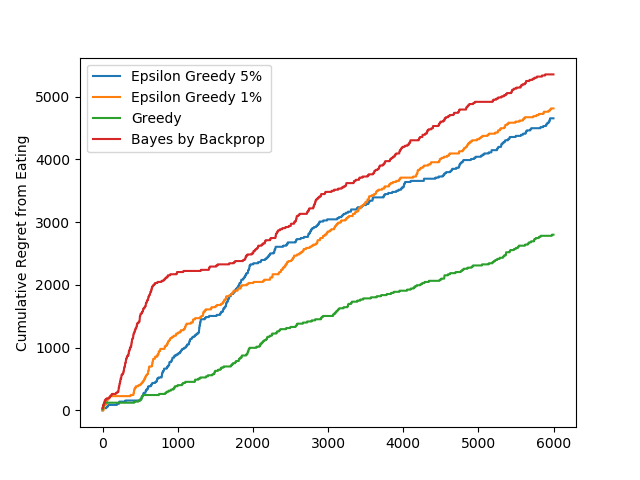 Epsilon Greedy 5%
Epsilon Greedy 1%
Greedy
Bayes by Backprop
Cumulative Regret from Eating
5000
4000
3000
2000
1000
0
0 1000 2000 3000 4000 5000 6000